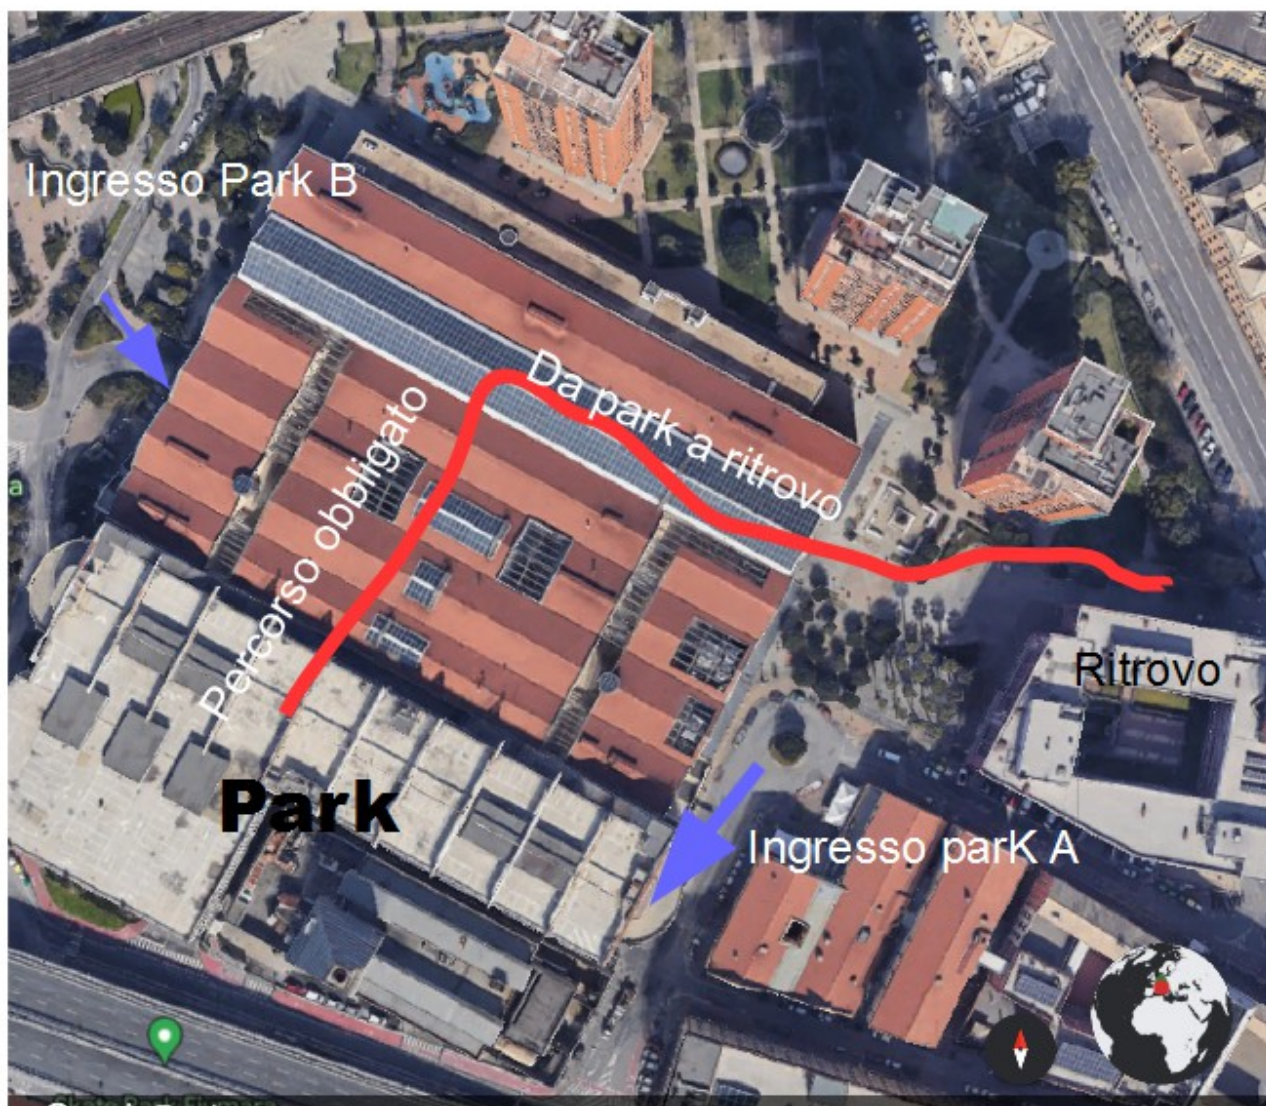 Ingresso Park B
Da park a ritrovo
Percorso obbligato
Ritrovo
Park
Ingresso parK A
a